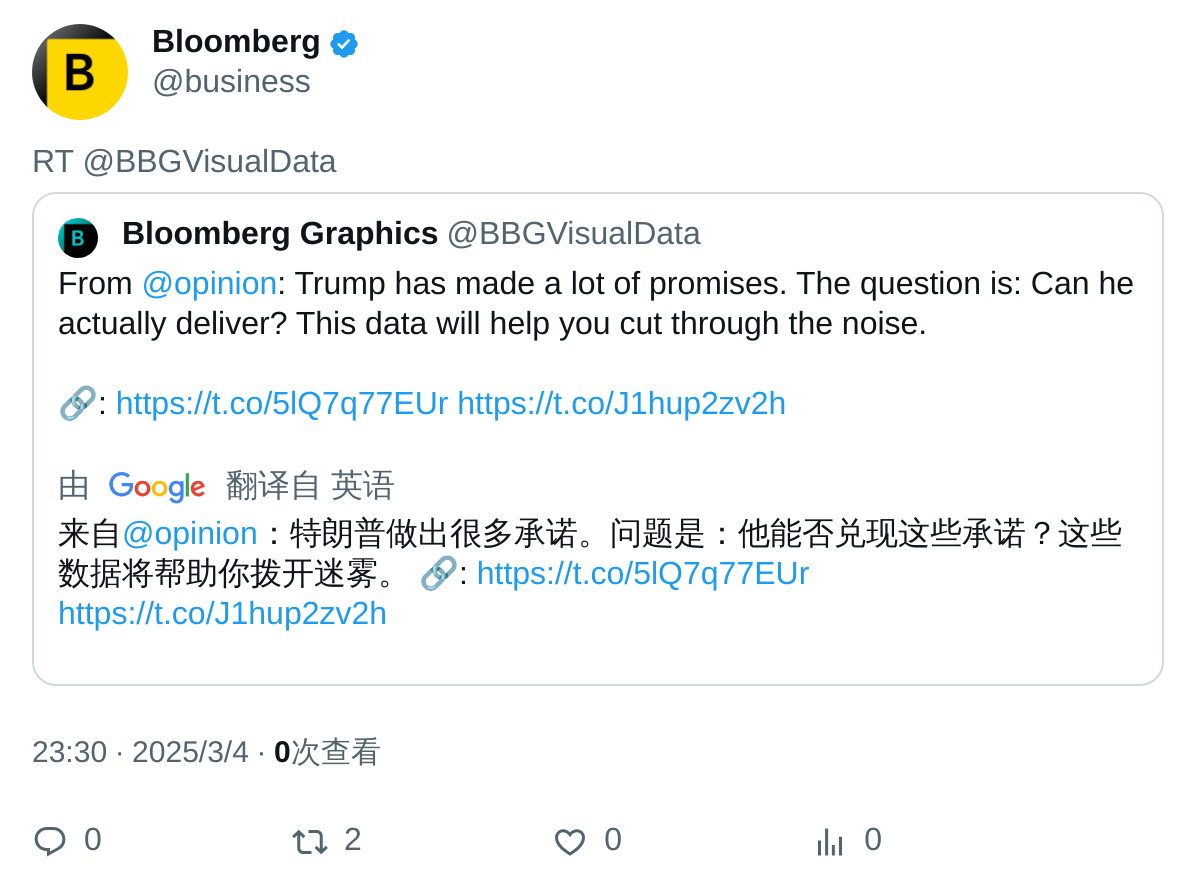 Bloomberg
@business
B
RT @BBGVisualData
B Bloomberg Graphics @BBGVisualData
From @opinion: Trump has made a lot of promises. The question is: Can he
actually deliver? This data will help you cut through the noise.
🔗: https://t.co/5lQ7q77EUr https://t.co/J1hup2zv2h
由 Google 翻译自 英语
来自@opinion：特朗普做出很多承诺。问题是：他能否兑现这些承诺？这些
数据将帮助你拨开迷雾。 🔗: https://t.co/5lQ7q77EUr
https://t.co/J1hup2zv2h
23:30 · 2025/3/4 · 0次查看
0 2 0 0